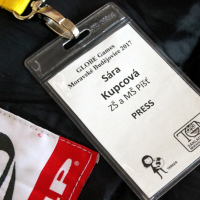 GLOBE Games
Moravské Budějovice 2017
Sára
Kupcová
ZŠ a MŠ Píšť
PRESS